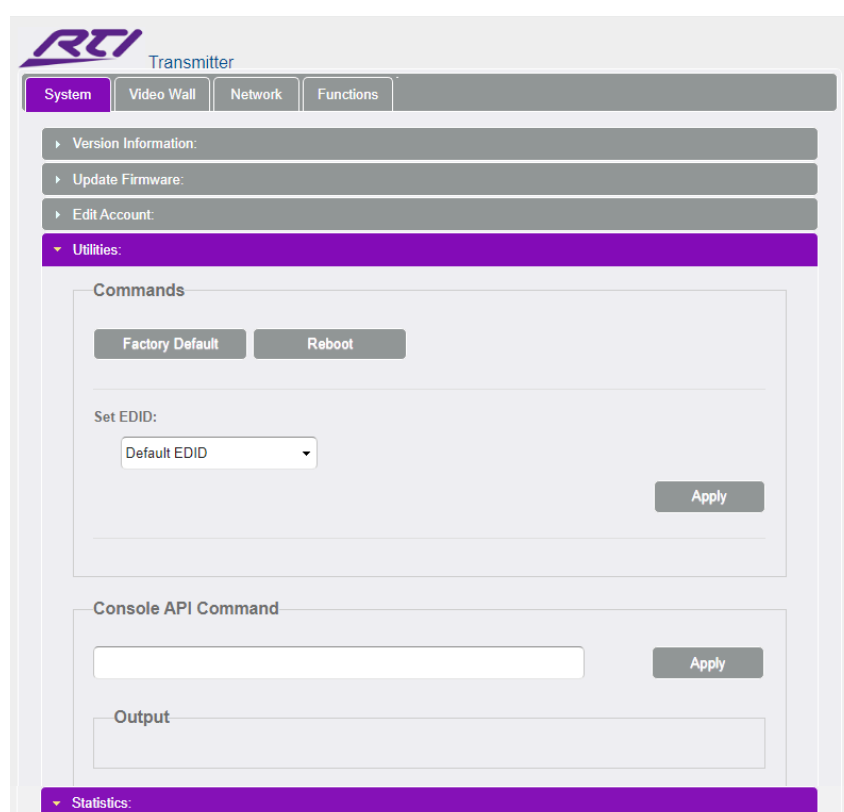 RTI
Transmitter
System Video Wall Network Functions
Version Information:
Update Firmware:
Edit Account:
Utilities:
Commands
Factory Default Reboot
Set EDID:
Default EDID
Apply
Console API Command
Apply
Output
Statistics: